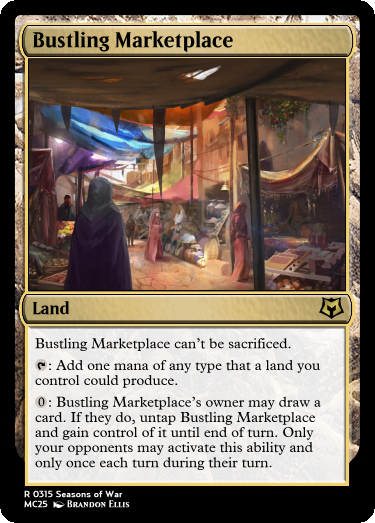 Bustling Marketplace
Land
Bustling Marketplace can't be sacrificed.
: Add one mana of any type that a land you
control could produce.
0: Bustling Marketplace's owner may draw a
card. If they do, untap Bustling Marketplace
and gain control of it until end of turn. Only
your opponents may activate this ability and
only once each turn during their turn.
R 0315 Seasons of War
MC25 Brandon Ellis